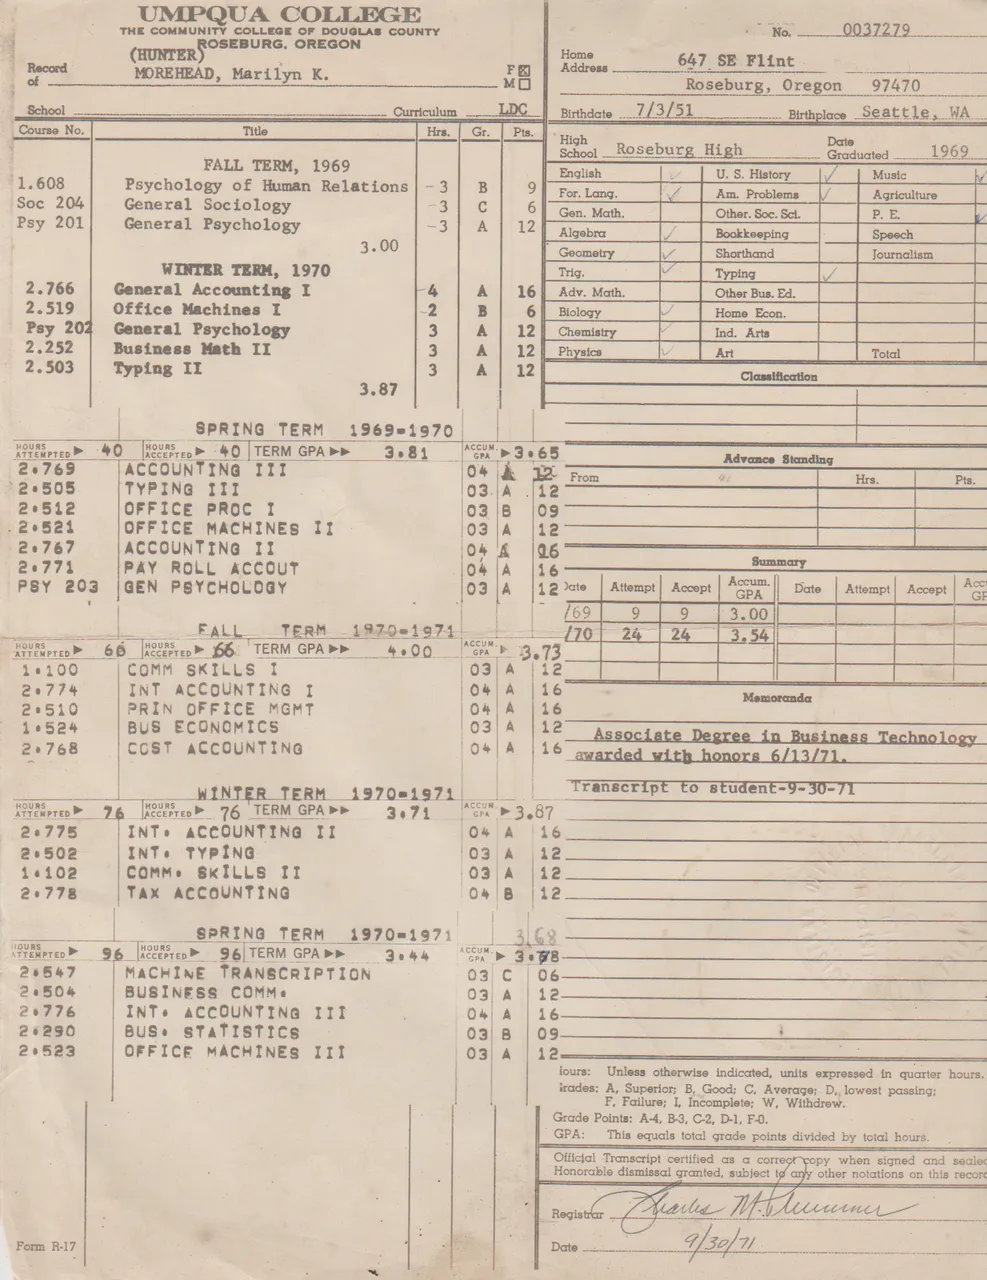 UMPQUA COLLEGE
THE COMMUNITY COLLEGE OF DOUGLAS COUNTY
ROSEBURG, OREGON
(HUNTER)
Record of MOREHEAD, Marilyn K. F☒
M☐
School Curriculum LDC
Course No. Title Hrs. Gr. Pts.
FALL TERM, 1969
1.608 Psychology of Human Relations -3 B 9
Soc 204 General Sociology -3 C 6
Psy 201 General Psychology -3 A 12
3.00
WINTER TERM, 1970
2.766 General Accounting I 4 A 16
2.519 Office Machines I -2 B 6
Psy 202 General Psychology 3 A 12
2.252 Business Math II 3 A 12
2.503 Typing II 3 A 12
3.87
SPRING TERM 1969-1970
HOURS ATTEMPTED ▶ 40 HOURS ACCEPTED ▶ 40 TERM GPA ▶▶ 3.81 ACCUM. GPA ▶ 3.65
2.769 ACCOUNTING III 04 A 12
2.505 TYPING III 03 A 12
2.512 OFFICE PROC I 03 B 09
2.521 OFFICE MACHINES II 03 A 12
2.767 ACCOUNTING II 04 A 16
2.771 PAY ROLL ACCOUT 04 A 16
PSY 203 GEN PSYCHOLOGY 03 A 12
FALL TERM 1970-1971
HOURS ATTEMPTED ▶ 66 HOURS ACCEPTED ▶ 66 TERM GPA ▶▶ 4.00 ACCUM. GPA ▶ 3.73
1.100 COMM SKILLS I 03 A 12
2.774 INT ACCOUNTING I 04 A 16
2.510 PRIN OFFICE MGMT 04 A 16
1.524 BUS ECONOMICS 03 A 12
2.768 COST ACCOUNTING 04 A 16
WINTER TERM 1970-1971
HOURS ATTEMPTED ▶ 76 HOURS ACCEPTED ▶ 76 TERM GPA ▶▶ 3.71 ACCUM. GPA ▶ 3.87
2.775 INT. ACCOUNTING II 04 A 16
2.502 INT. TYPING 03 A 12
1.102 COMM. SKILLS II 03 A 12
2.778 TAX ACCOUNTING 04 B 12
SPRING TERM 1970-1971 3.68
HOURS ATTEMPTED ▶ 96 HOURS ACCEPTED ▶ 96 TERM GPA ▶▶ 3.44 ACCUM. GPA ▶ 3.78
2.547 MACHINE TRANSCRIPTION 03 C 06
2.504 BUSINESS COMM. 03 A 12
2.776 INT. ACCOUNTING III 04 A 16
2.290 BUS. STATISTICS 03 B 09
2.523 OFFICE MACHINES III 03 A 12
Form R-17
No. 0037279
Home Address 647 SE Flint
Roseburg, Oregon 97470
Birthdate 7/3/51 Birthplace Seattle, WA
High School Roseburg High Date Graduated 1969
English ✓ U. S. History ✓ Music ✓
For. Lang. ✓ Am. Problems ✓ Agriculture
Gen. Math. Other. Soc. Sci. P. E. ✓
Algebra ✓ Bookkeeping Speech
Geometry ✓ Shorthand Journalism
Trig. ✓ Typing ✓
Adv. Math. Other Bus. Ed.
Biology ✓ Home Econ.
Chemistry ✓ Ind. Arts
Physics ✓ Art Total
Classification
Advance Standing
From Hrs. Pts.
Summary
Date Attempt Accept Accum. GPA Date Attempt Accept Accu GP
/69 9 9 3.00
/70 24 24 3.54
Memoranda
Associate Degree in Business Technology
awarded with honors 6/13/71.
Transcript to student-9-30-71
Hours: Unless otherwise indicated, units expressed in quarter hours.
Grades: A, Superior; B, Good; C, Average; D, lowest passing;
F, Failure; I, Incomplete; W, Withdrew.
Grade Points: A-4, B-3, C-2, D-1, F-0.
GPA: This equals total grade points divided by total hours.
Official Transcript certified as a correct copy when signed and sealed
Honorable dismissal granted, subject to any other notations on this record
Registrar Charles M. Plummer
Date 9/30/71